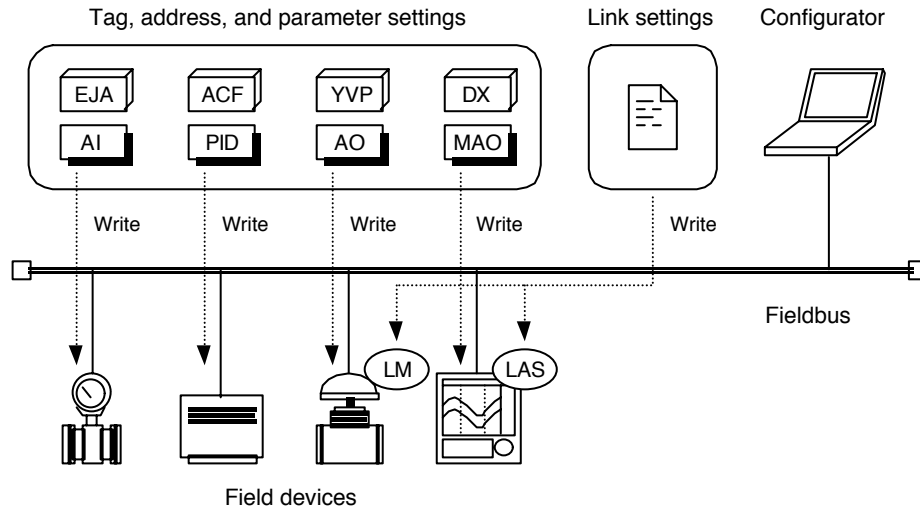 Tag, address, and parameter settings
Link settings
Configurator
EJA
ACF
YVP
DX
AI
PID
AO
MAO
Write
Write
Write
Write
Write
Fieldbus
LM
LAS
Field devices